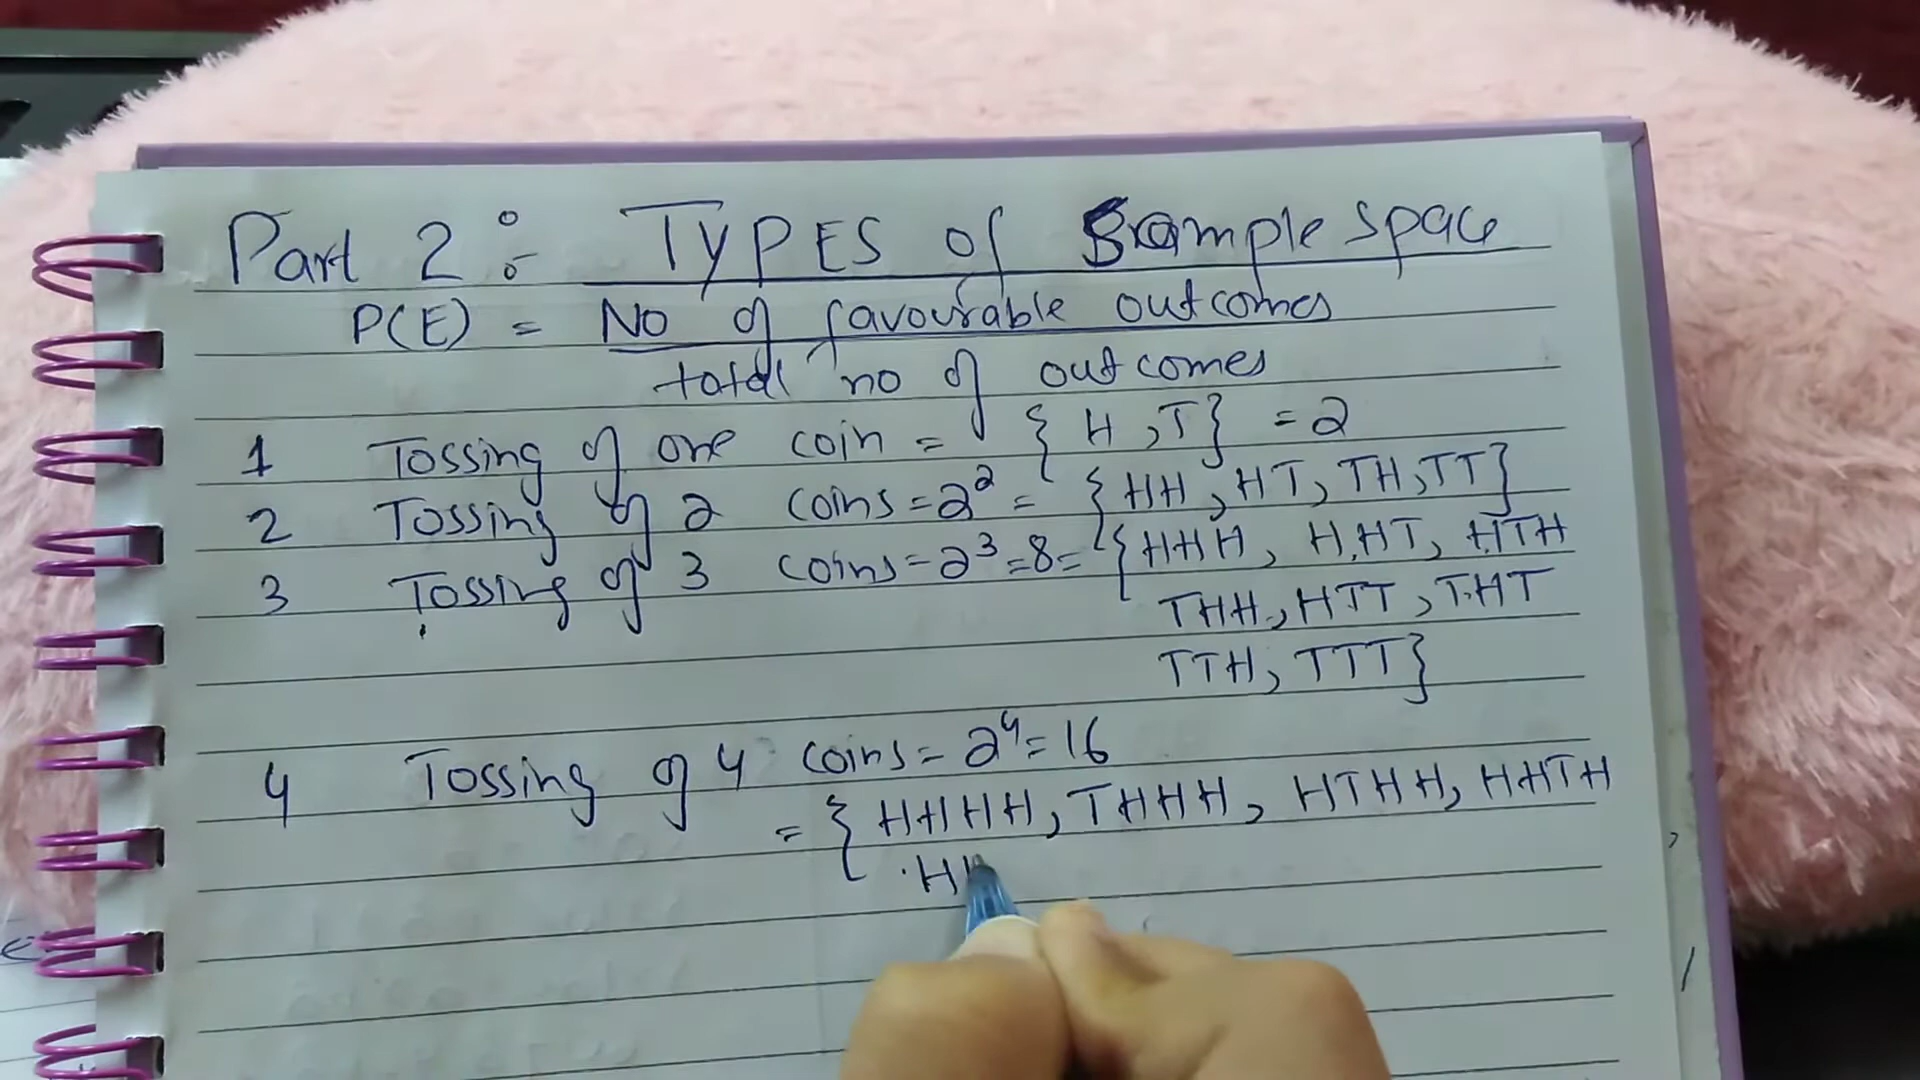 Part 2: TYPES of Sample space
P(E) = No of favourable outcomes
total no of outcomes
1 Tossing of one coin = { H , T} = 2
2 Tossing of 2 coins = 2² = { HH , HT, TH, TT}
3 Tossing of 3 coins = 2³ = 8 = { HHH, HHT, HTH
THH, HTT, THT
TTH, TTT}
4 Tossing of 4 coins = 2⁴ = 16
= { HHHH, THHH, HTHH, HHTH,